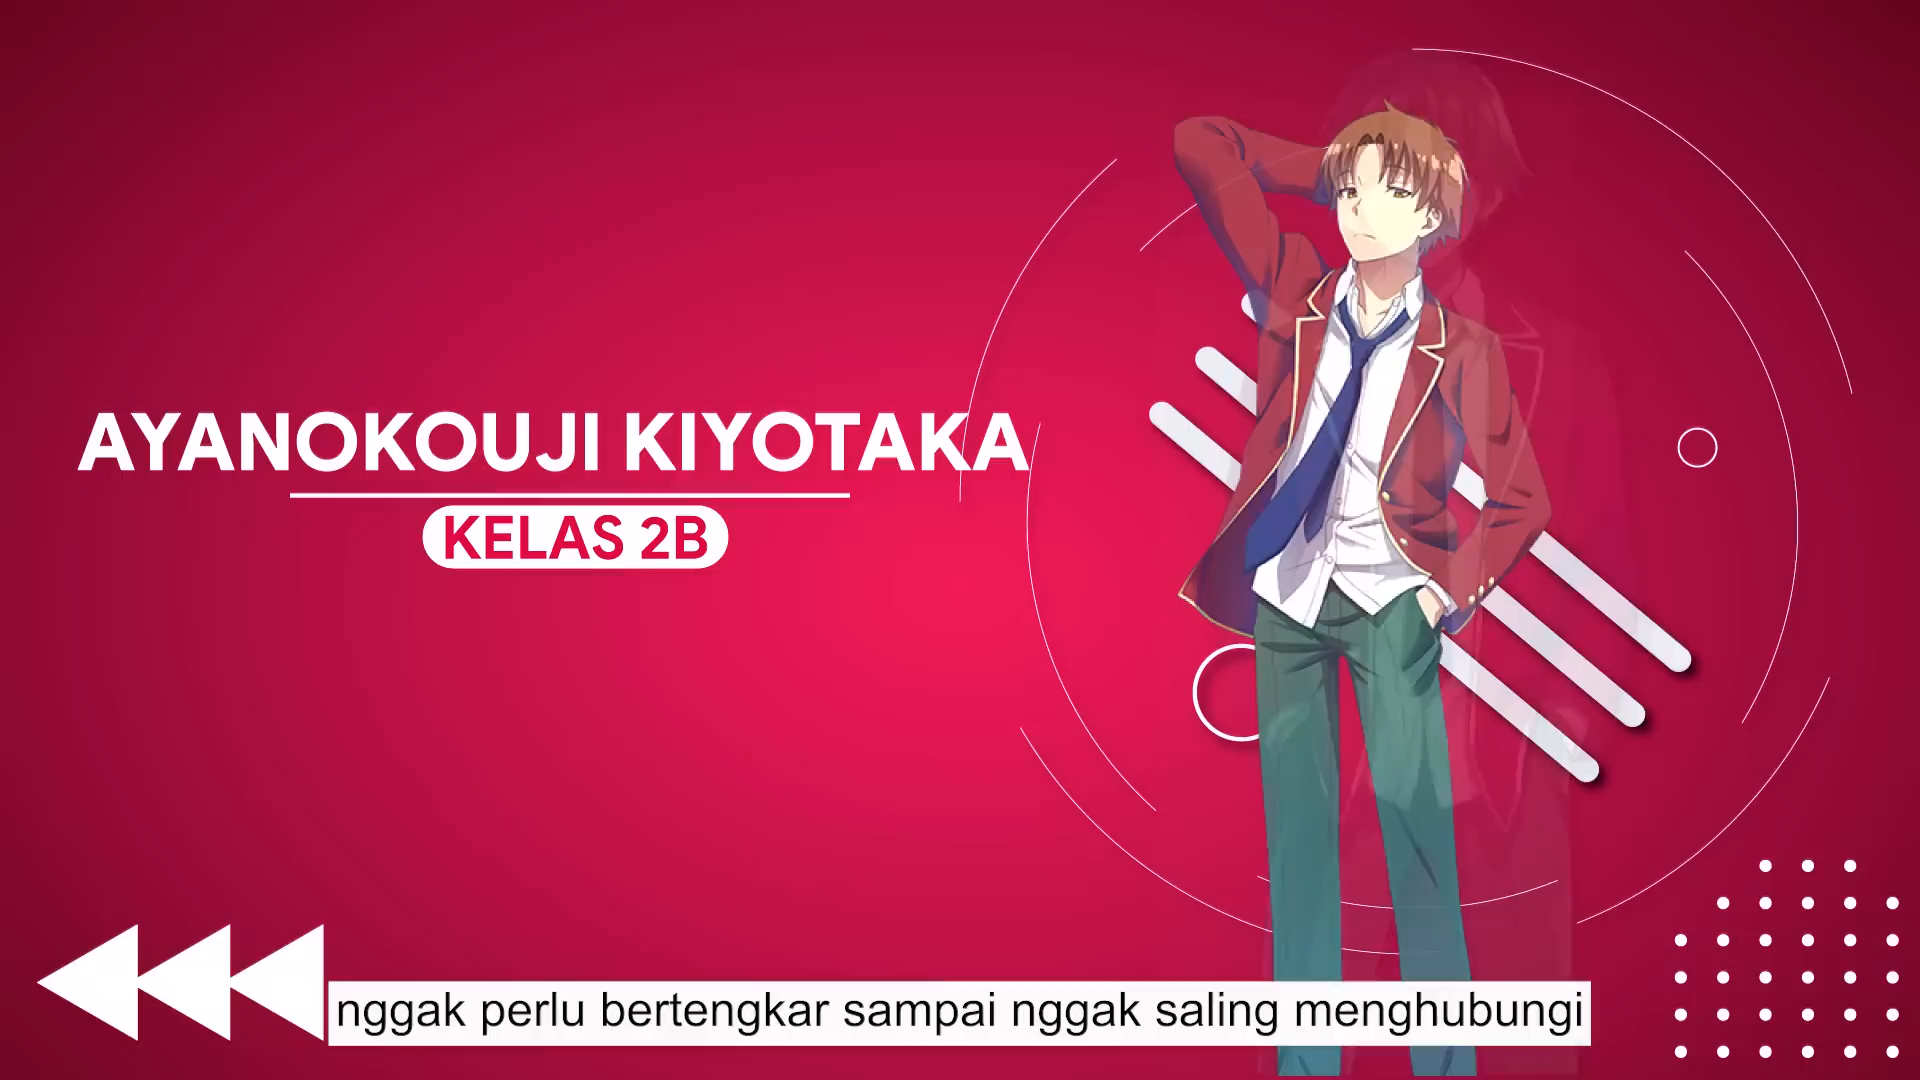 AYANOKOUJI KIYOTAKA
KELAS 2B
nggak perlu bertengkar sampai nggak saling menghubungi